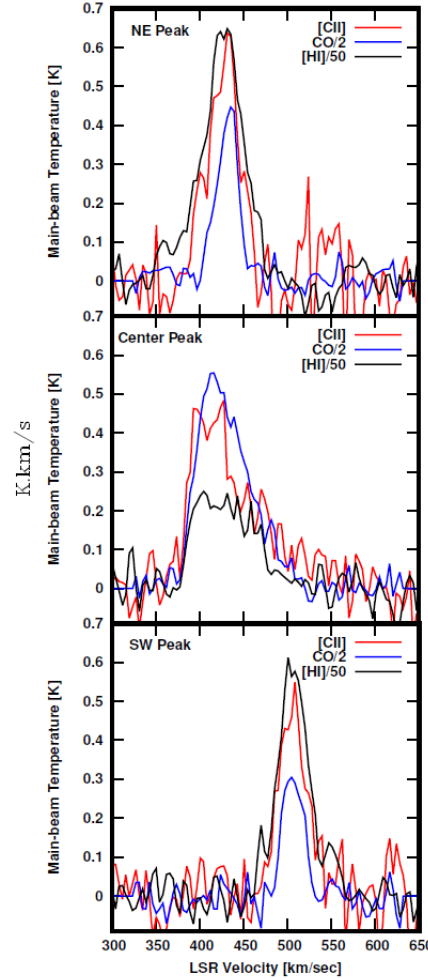 0.7
NE Peak
[CII]
CO/2
[HI]/50
0.6
0.5
0.4
0.3
0.2
0.1
0
Main-beam Temperature [K]
0.7
Center Peak
[CII]
CO/2
[HI]/50
0.6
0.5
0.4
0.3
0.2
0.1
0
Main-beam Temperature [K]
K.km/s
0.7
SW Peak
[CII]
CO/2
[HI]/50
0.6
0.5
0.4
0.3
0.2
0.1
0
Main-beam Temperature [K]
300 350 400 450 500 550 600 650
LSR Velocity [km/sec]